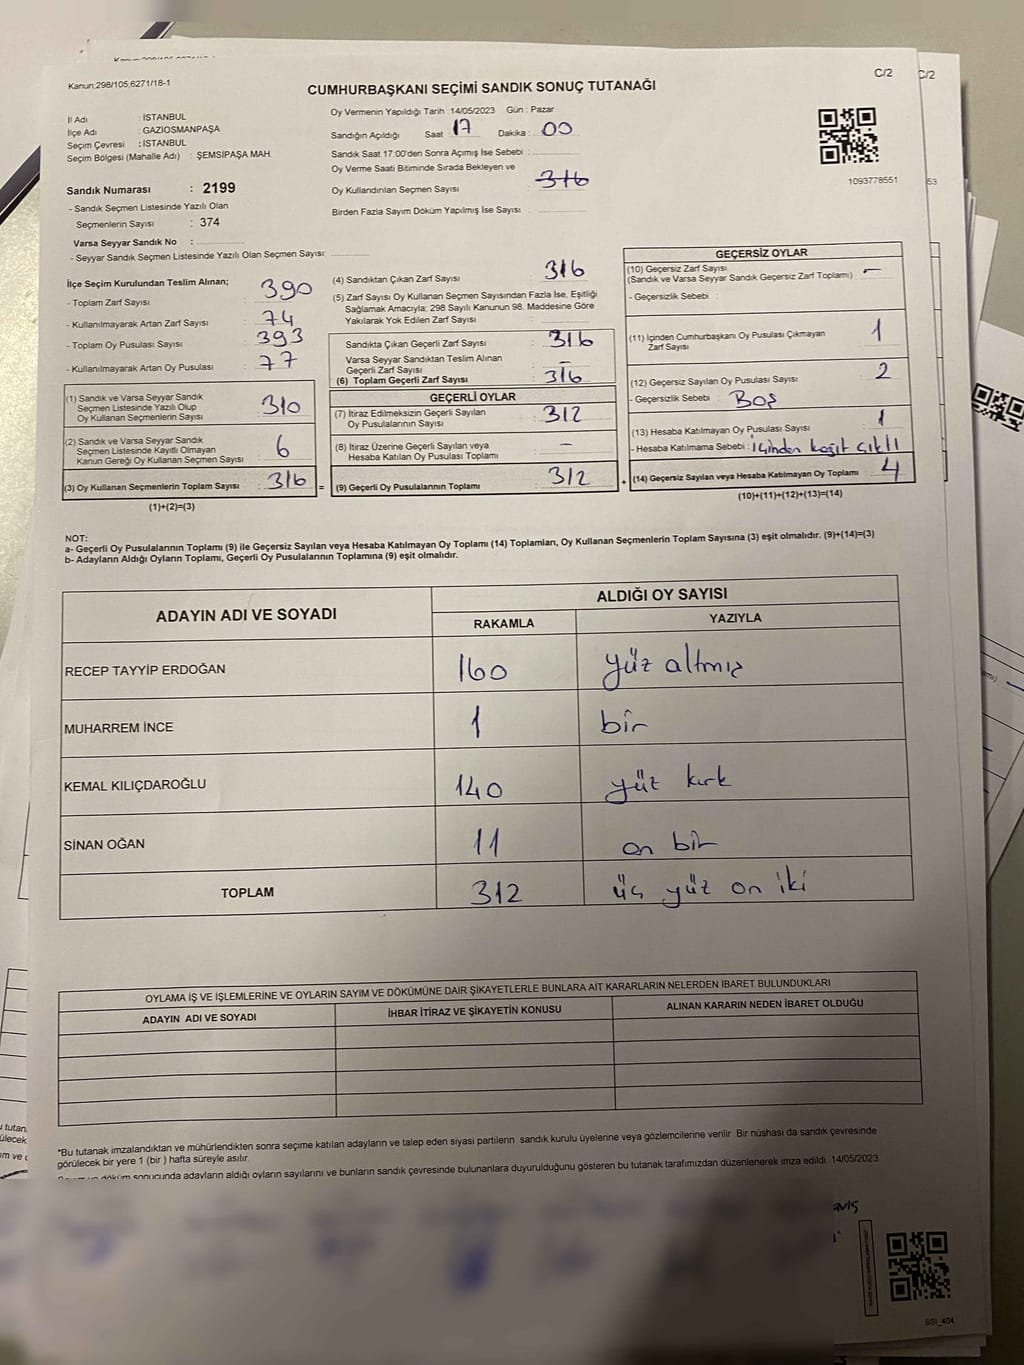 Kanun:298/105,6271/18-1
C/2
C/2
CUMHURBAŞKANI SEÇİMİ SANDIK SONUÇ TUTANAĞI
İl Adı : İSTANBUL
İlçe Adı : GAZİOSMANPAŞA
Seçim Çevresi : İSTANBUL
Seçim Bölgesi (Mahalle Adı) : ŞEMSİPAŞA MAH.
Sandık Numarası : 2199
- Sandık Seçmen Listesinde Yazılı Olan
Seçmenlerin Sayısı : 374
Varsa Seyyar Sandık No :
- Seyyar Sandık Seçmen Listesinde Yazılı Olan Seçmen Sayısı:
Oy Vermenin Yapıldığı Tarih :14/05/2023 Gün : Pazar
Sandığın Açıldığı Saat 17 Dakika : 00
Sandık Saat 17:00'den Sonra Açımış İse Sebebi :
Oy Verme Saati Bitiminde Sırada Bekleyen ve
Oy Kullandırılan Seçmen Sayısı : 316
Birden Fazla Sayım Döküm Yapılmış İse Sayısı :
1093778551
53
İlçe Seçim Kurulundan Teslim Alınan;
- Toplam Zarf Sayısı : 390
- Kullanılmayarak Artan Zarf Sayısı : 74
- Toplam Oy Pusulası Sayısı : 393
- Kullanılmayarak Artan Oy Pusulası : 77
(1) Sandık ve Varsa Seyyar Sandık
Seçmen Listesinde Yazılı Olup
Oy Kullanan Seçmenlerin Sayısı : 310
(2) Sandık ve Varsa Seyyar Sandık
Seçmen Listesinde Kayıtlı Olmayan
Kanun Gereği Oy Kullanan Seçmen Sayısı : 6
(3) Oy Kullanan Seçmenlerin Toplam Sayısı : 316 =
(1)+(2)=(3)
(4) Sandıktan Çıkan Zarf Sayısı : 316
(5) Zarf Sayısı Oy Kullanan Seçmen Sayısından Fazla İse, Eşitliği
Sağlamak Amacıyla; 298 Sayılı Kanunun 98. Maddesine Göre
Yakılarak Yok Edilen Zarf Sayısı :
Sandıkta Çıkan Geçerli Zarf Sayısı : 316
Varsa Seyyar Sandıktan Teslim Alınan
Geçerli Zarf Sayısı : –
(6) Toplam Geçerli Zarf Sayısı : 316
GEÇERLİ OYLAR
(7) İtiraz Edilmeksizin Geçerli Sayılan
Oy Pusulalarının Sayısı : 312
(8) İtiraz Üzerine Geçerli Sayılan veya
Hesaba Katılan Oy Pusulası Toplamı : –
(9) Geçerli Oy Pusulalarının Toplamı : 312 +
GEÇERSİZ OYLAR
(10) Geçersiz Zarf Sayısı
(Sandık ve Varsa Seyyar Sandık Geçersiz Zarf Toplamı) : –
- Geçersizlik Sebebi :
(11) İçinden Cumhurbaşkanı Oy Pusulası Çıkmayan
Zarf Sayısı : 1
(12) Geçersiz Sayılan Oy Pusulası Sayısı : 2
- Geçersizlik Sebebi : BOŞ
(13) Hesaba Katılmayan Oy Pusulası Sayısı : 1
- Hesaba Katılmama Sebebi : İçinden kağıt çıktı
(14) Geçersiz Sayılan veya Hesaba Katılmayan Oy Toplamı : 4
(10)+(11)+(12)+(13)=(14)
NOT:
a- Geçerli Oy Pusulalarının Toplamı (9) ile Geçersiz Sayılan veya Hesaba Katılmayan Oy Toplamı (14) Toplamları, Oy Kullanan Seçmenlerin Toplam Sayısına (3) eşit olmalıdır. (9)+(14)=(3)
b- Adayların Aldığı Oyların Toplamı, Geçerli Oy Pusulalarının Toplamına (9) eşit olmalıdır.
ADAYIN ADI VE SOYADI
ALDIĞI OY SAYISI
RAKAMLA YAZIYLA
RECEP TAYYİP ERDOĞAN 160 yüz altmış
MUHARREM İNCE 1 bir
KEMAL KILIÇDAROĞLU 140 yüz kırk
SİNAN OĞAN 11 on bir
TOPLAM 312 üç yüz on iki
OYLAMA İŞ VE İŞLEMLERİNE VE OYLARIN SAYIM VE DÖKÜMÜNE DAİR ŞİKAYETLERLE BUNLARA AİT KARARLARIN NELERDEN İBARET BULUNDUKLARI
ADAYIN ADI VE SOYADI İHBAR İTİRAZ VE ŞİKAYETİN KONUSU ALINAN KARARIN NEDEN İBARET OLDUĞU
*Bu tutanak imzalandıktan ve mühürlendikten sonra seçime katılan adayların ve talep eden siyasi partilerin sandık kurulu üyelerine veya gözlemcilerine verilir Bir nüshası da sandık çevresinde
görülecek bir yere 1 (bir ) hafta süreyle asılır.
döküm sonucunda adayların aldığı oyların sayılarını ve bunların sandık çevresinde bulunanlara duyurulduğunu gösteren bu tutanak tarafımızdan düzenlenerek imza edildi 14/05/2023
BSI_404